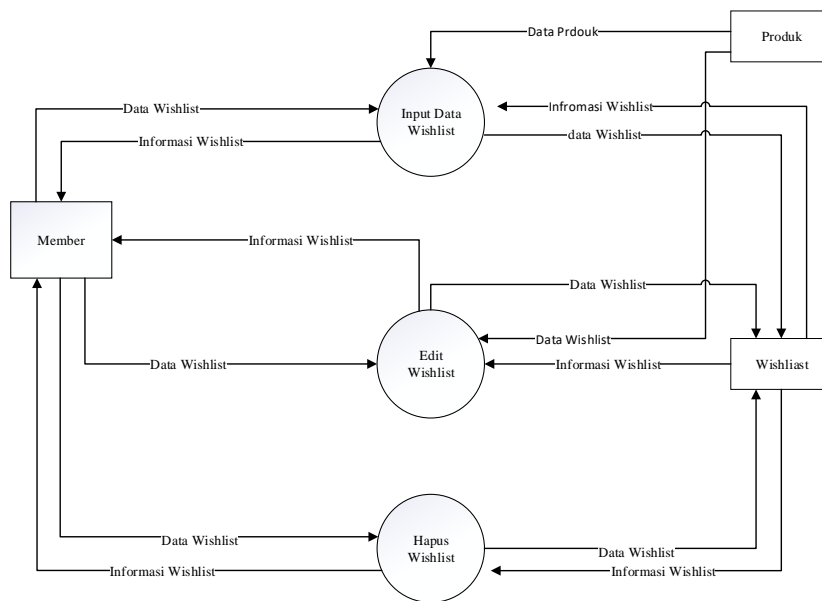 Data Prdouk
Produk
Data Wishlist
Input Data
Wishlist
Infromasi Wishlist
Informasi Wishlist
data Wishlist
Member
Informasi Wishlist
Data Wishlist
Data Wishlist
Edit
Wishlist
Data Wishlist
Informasi Wishlist
Wishliast
Data Wishlist
Hapus
Wishlist
Data Wishlist
Informasi Wishlist
Informasi Wishlist